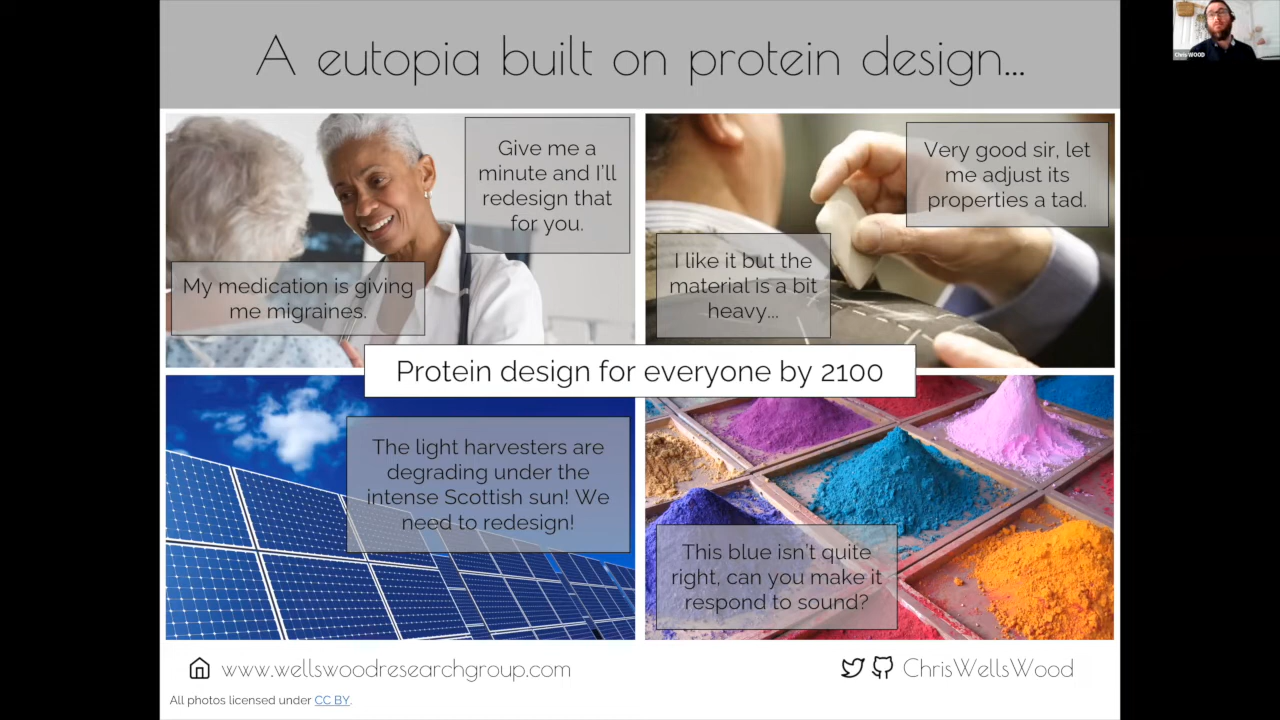 A eutopia built on protein design...
Chris WOOD
Give me a
minute and I'll
redesign that
for you.
My medication is giving
me migraines.
Very good sir, let
me adjust its
properties a tad.
I like it but the
material is a bit
heavy...
Protein design for everyone by 2100
The light harvesters are
degrading under the
intense Scottish sun! We
need to redesign!
This blue isn't quite
right, can you make it
respond to sound?
www.wellswoodresearchgroup.com
ChrisWellsWood
All photos licensed under CC BY.